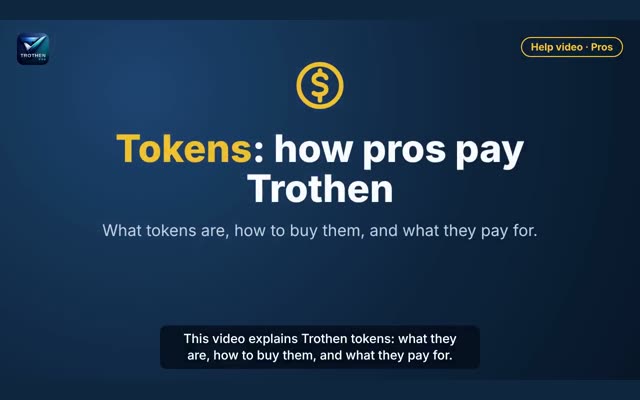 TROTHEN
Help video · Pros
Tokens: how pros pay
Trothen
What tokens are, how to buy them, and what they pay for.
This video explains Trothen tokens: what they
are, how to buy them, and what they pay for.